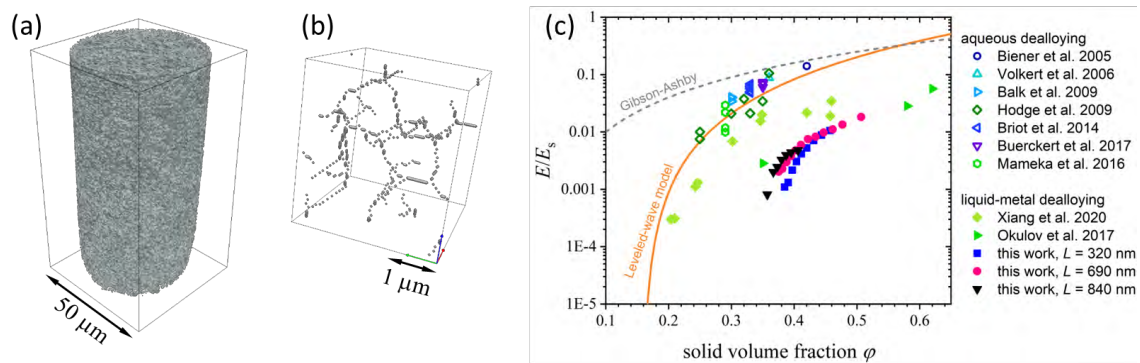 (a)
50 μm
(b)
1 μm
(c)
E/Eₛ
1
0.1
0.01
0.001
1E-4
1E-5
0.1
0.2
0.3
0.4
0.5
0.6
solid volume fraction φ
Gibson-Ashby
Leveled-wave model
aqueous dealloying
Biener et al. 2005
Volkert et al. 2006
Balk et al. 2009
Hodge et al. 2009
Briot et al. 2014
Buerckert et al. 2017
Mameka et al. 2016
liquid-metal dealloying
Xiang et al. 2020
Okulov et al. 2017
this work, L = 320 nm
this work, L = 690 nm
this work, L = 840 nm